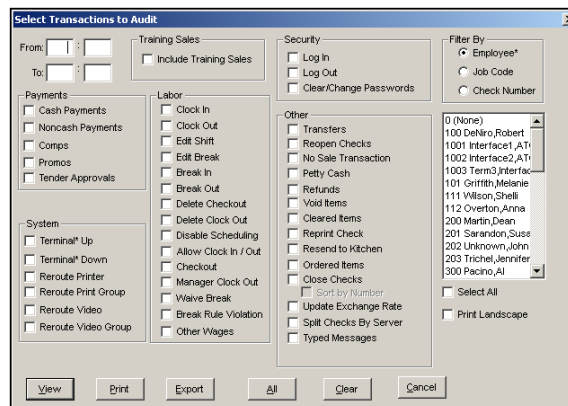 Select Transactions to Audit
From: :
To: :
Training Sales
Include Training Sales
Security
Log In
Log Out
Clear/Change Passwords
Filter By
Employee*
Job Code
Check Number
Payments
Cash Payments
Noncash Payments
Comps
Promos
Tender Approvals
System
Terminal* Up
Terminal* Down
Reroute Printer
Reroute Print Group
Reroute Video
Reroute Video Group
Labor
Clock In
Clock Out
Edit Shift
Edit Break
Break In
Break Out
Delete Checkout
Delete Clock Out
Disable Scheduling
Allow Clock In / Out
Checkout
Manager Clock Out
Waive Break
Break Rule Violation
Other Wages
Other
Transfers
Reopen Checks
No Sale Transaction
Petty Cash
Refunds
Void Items
Cleared Items
Reprint Check
Resend to Kitchen
Ordered Items
Close Checks
Sort by Number
Update Exchange Rate
Split Checks By Server
Typed Messages
0 (None)
100 DeNiro,Robert
1001 Interface1,AT
1002 Interface2,AT
1003 Term3,Interfac
101 Griffith,Melanie
111 Wilson,Shelli
112 Overton,Anna
200 Martin,Dean
201 Sarandon,Susa
202 Unknown,John
203 Trichel,Jennifer
300 Pacino,Al
Select All
Print Landscape
View
Print
Export
All
Clear
Cancel